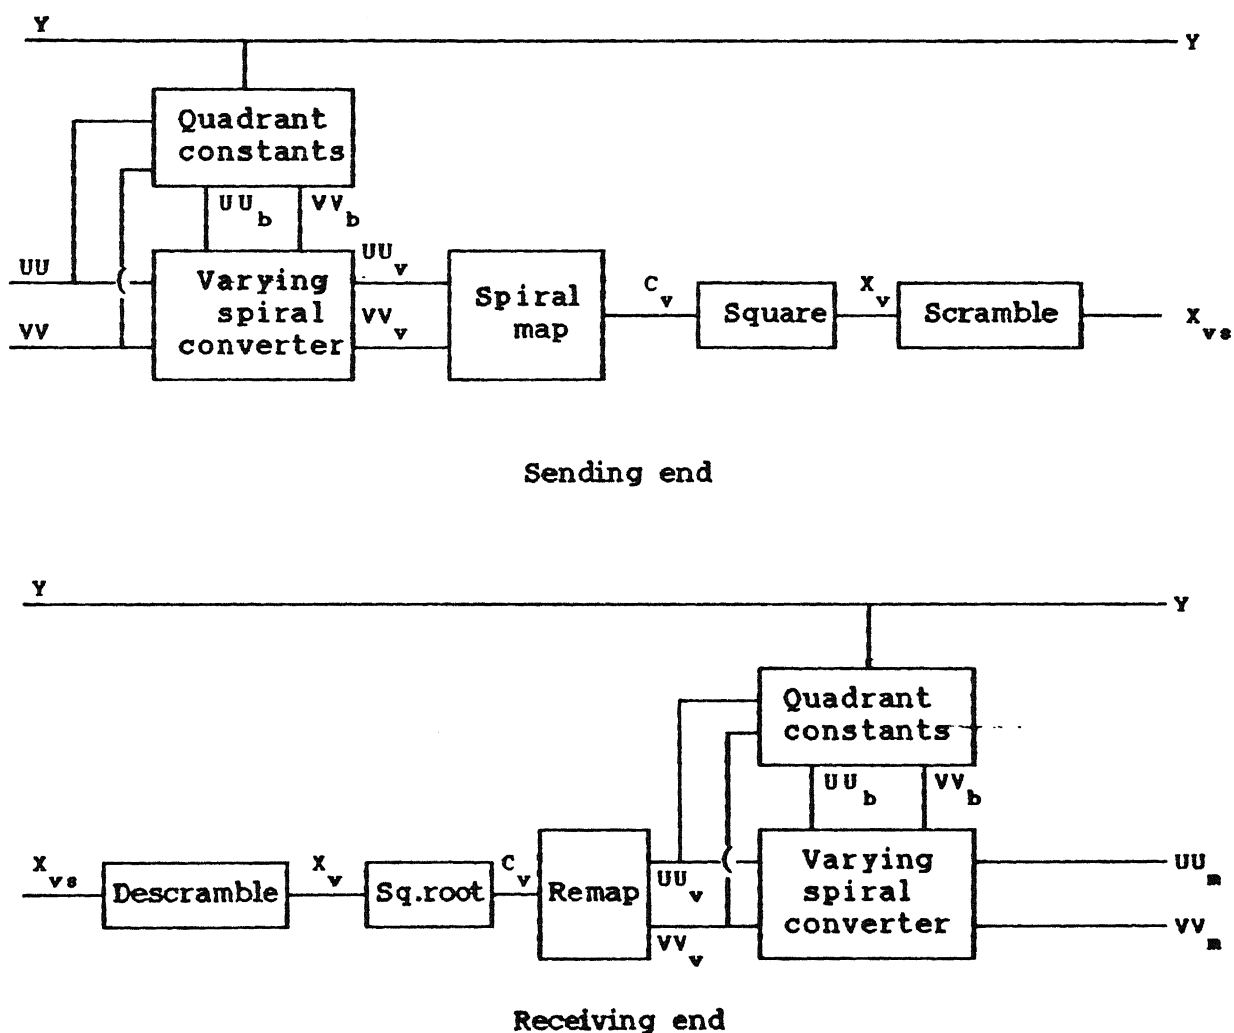 Y
Y
Quadrant
constants
UU_b VV_b
UU
VV
Varying
spiral
converter
UU_v
VV_v
Spiral
map
C_v
Square
X_v
Scramble
X_vs
Sending end
Y
Y
Quadrant
constants
UU_b VV_b
X_vs
Descramble
X_v
Sq.root
C_v
Remap
UU_v
VV_v
Varying
spiral
converter
UU_m
VV_m
Receiving end